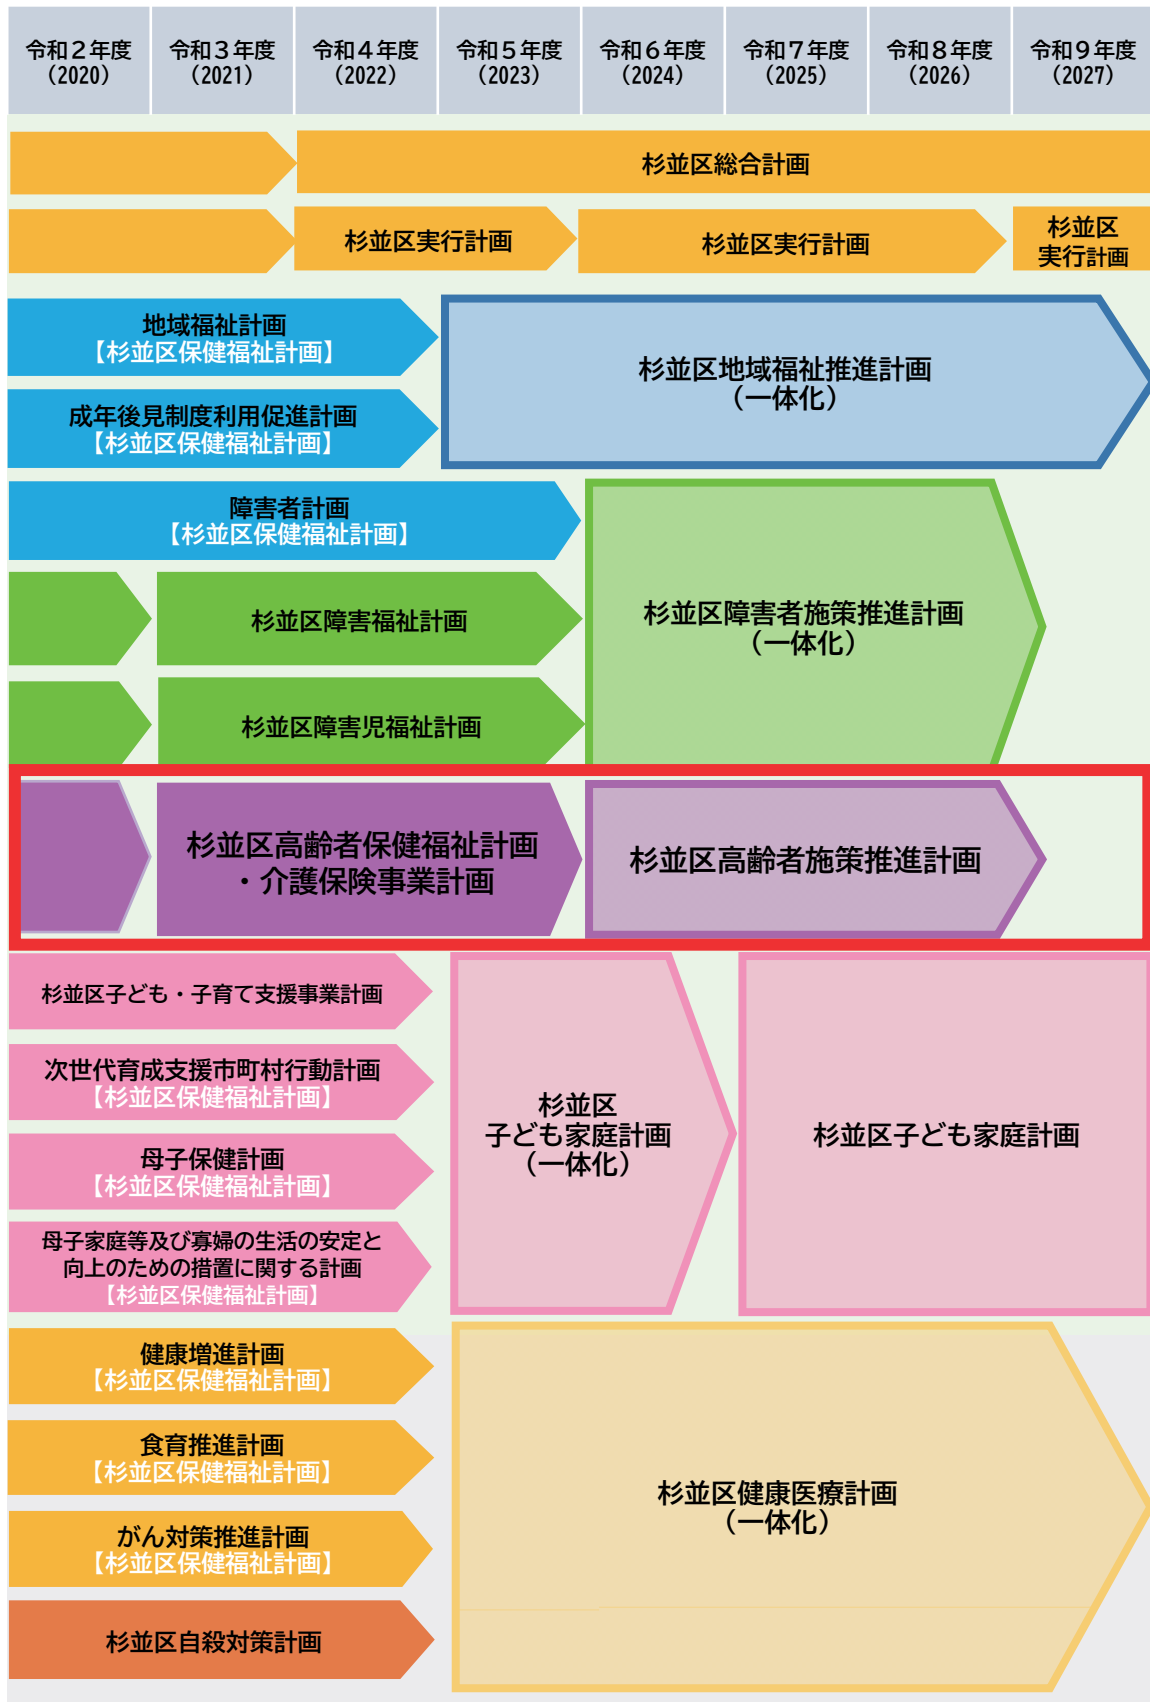 令和２年度
（2020）
令和３年度
（2021）
令和４年度
（2022）
令和５年度
（2023）
令和６年度
（2024）
令和７年度
（2025）
令和８年度
（2026）
令和９年度
（2027）
杉並区総合計画
杉並区実行計画
杉並区実行計画
杉並区
実行計画
地域福祉計画
【杉並区保健福祉計画】
成年後見制度利用促進計画
【杉並区保健福祉計画】
杉並区地域福祉推進計画
（一体化）
障害者計画
【杉並区保健福祉計画】
杉並区障害福祉計画
杉並区障害児福祉計画
杉並区障害者施策推進計画
（一体化）
杉並区高齢者保健福祉計画
・介護保険事業計画
杉並区高齢者施策推進計画
杉並区子ども・子育て支援事業計画
次世代育成支援市町村行動計画
【杉並区保健福祉計画】
母子保健計画
【杉並区保健福祉計画】
母子家庭等及び寡婦の生活の安定と
向上のための措置に関する計画
【杉並区保健福祉計画】
杉並区
子ども家庭計画
（一体化）
杉並区子ども家庭計画
健康増進計画
【杉並区保健福祉計画】
食育推進計画
【杉並区保健福祉計画】
がん対策推進計画
【杉並区保健福祉計画】
杉並区自殺対策計画
杉並区健康医療計画
（一体化）